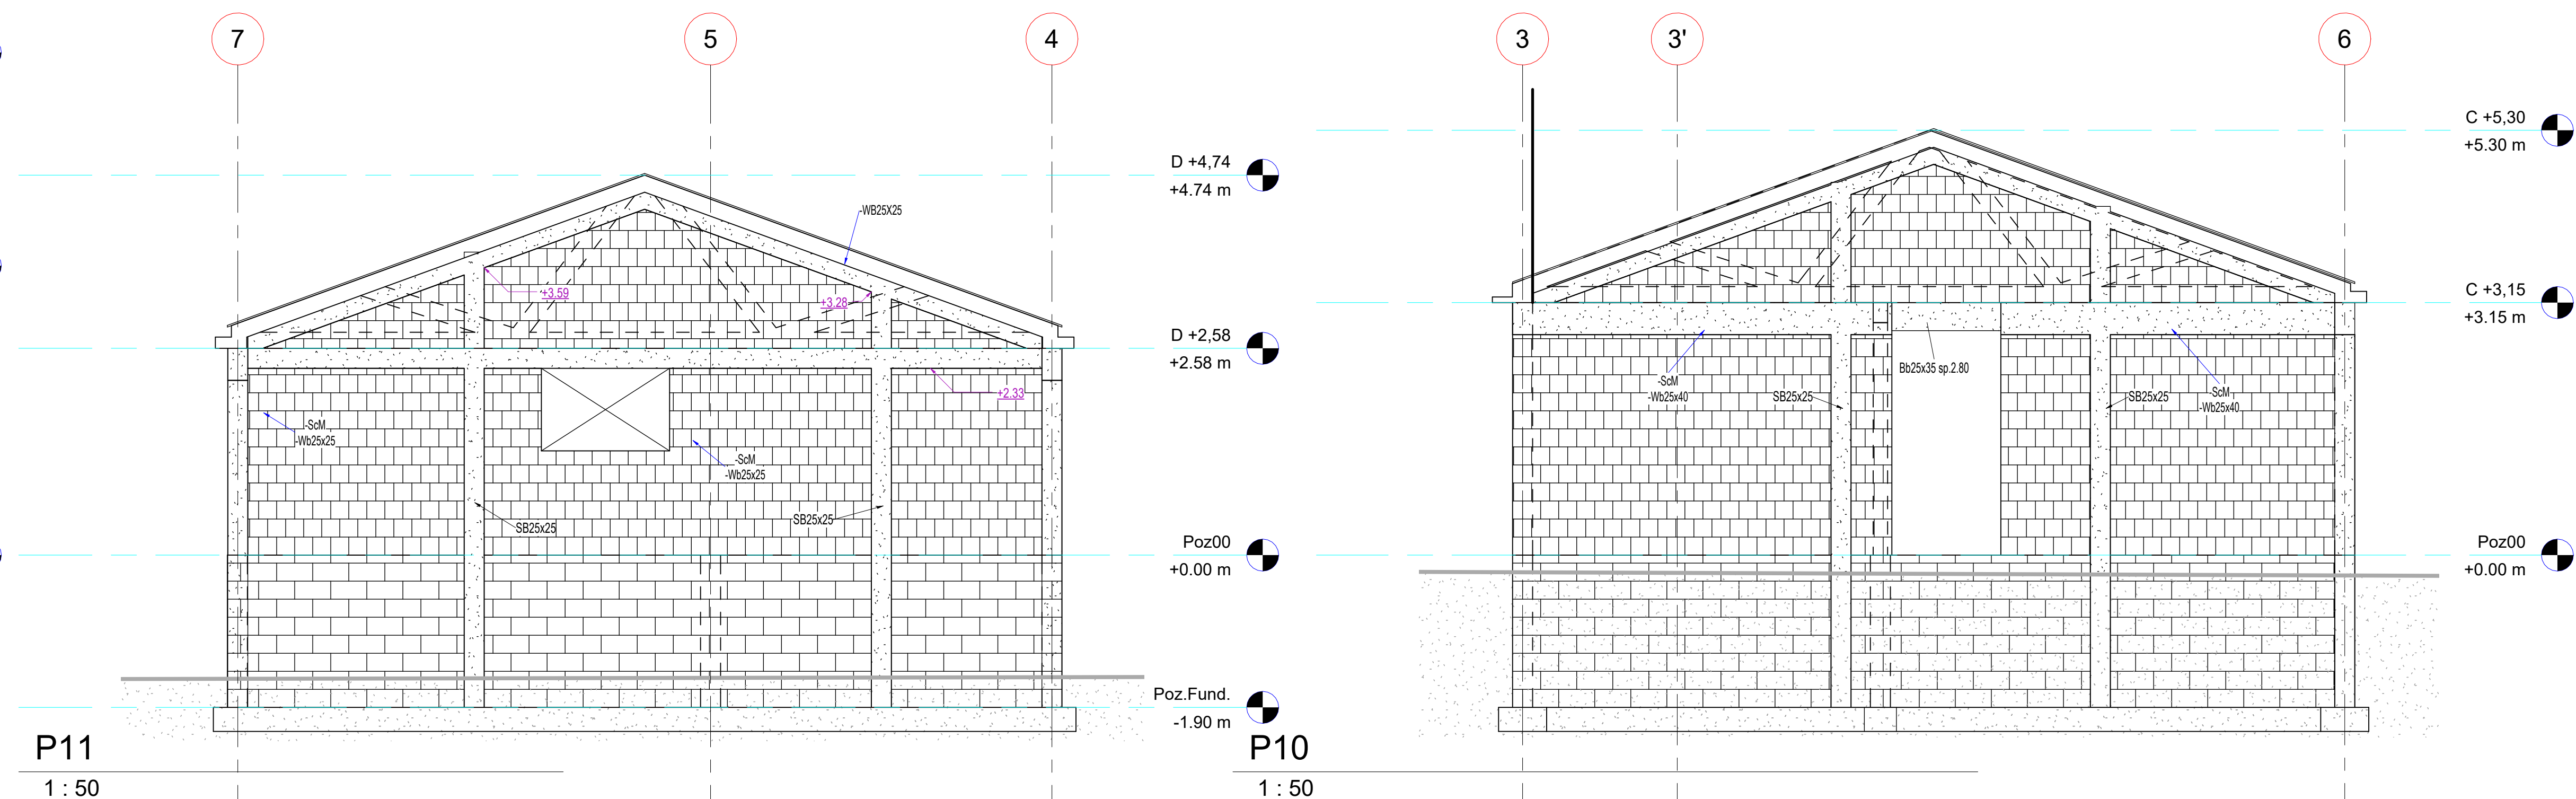 7
5
4
D +4,74
+4.74 m
-WB25X25
+3.59
+3.28
D +2,58
+2.58 m
+2.33
-ScM
-Wb25x25
-ScM
-Wb25x25
SB25x25
SB25x25
Poz00
+0.00 m
Poz.Fund.
-1.90 m
P11
1 : 50
3
3'
6
C +5,30
+5.30 m
C +3,15
+3.15 m
Bb25x35 sp.2.80
-ScM
-Wb25x40
SB25x25
SB25x25
-ScM
-Wb25x40
Poz00
+0.00 m
P10
1 : 50